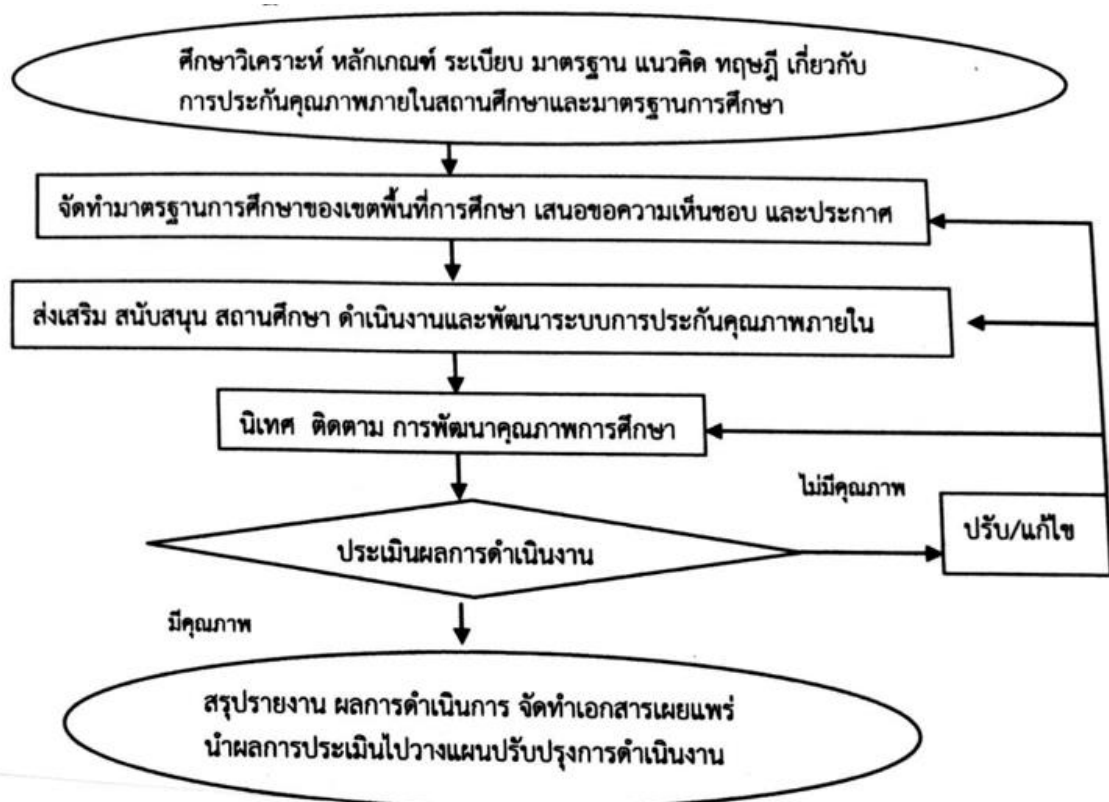 ศึกษาวิเคราะห์ หลักเกณฑ์ ระเบียบ มาตรฐาน แนวคิด ทฤษฎี เกี่ยวกับ
การประกันคุณภาพภายในสถานศึกษาและมาตรฐานการศึกษา
จัดทำมาตรฐานการศึกษาของเขตพื้นที่การศึกษา เสนอขอความเห็นชอบ และประกาศ
ส่งเสริม สนับสนุน สถานศึกษา ดำเนินงานและพัฒนาระบบการประกันคุณภาพภายใน
นิเทศ ติดตาม การพัฒนาคุณภาพการศึกษา
ไม่มีคุณภาพ
ปรับ/แก้ไข
ประเมินผลการดำเนินงาน
มีคุณภาพ
สรุปรายงาน ผลการดำเนินการ จัดทำเอกสารเผยแพร่
นำผลการประเมินไปวางแผนปรับปรุงการดำเนินงาน